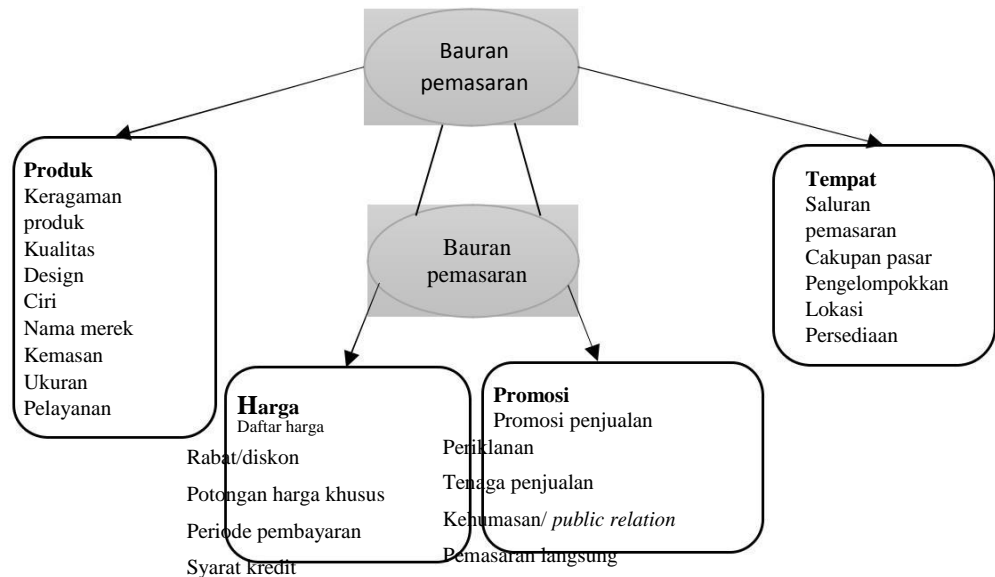 Bauran
pemasaran
Produk
Keragaman
produk
Kualitas
Design
Ciri
Nama merek
Kemasan
Ukuran
Pelayanan
Bauran
pemasaran
Tempat
Saluran
pemasaran
Cakupan pasar
Pengelompokkan
Lokasi
Persediaan
Harga
Daftar harga
Rabat/diskon
Potongan harga khusus
Periode pembayaran
Syarat kredit
Promosi
Promosi penjualan
Periklanan
Tenaga penjualan
Kehumasan/ public relation
Pemasaran langsung